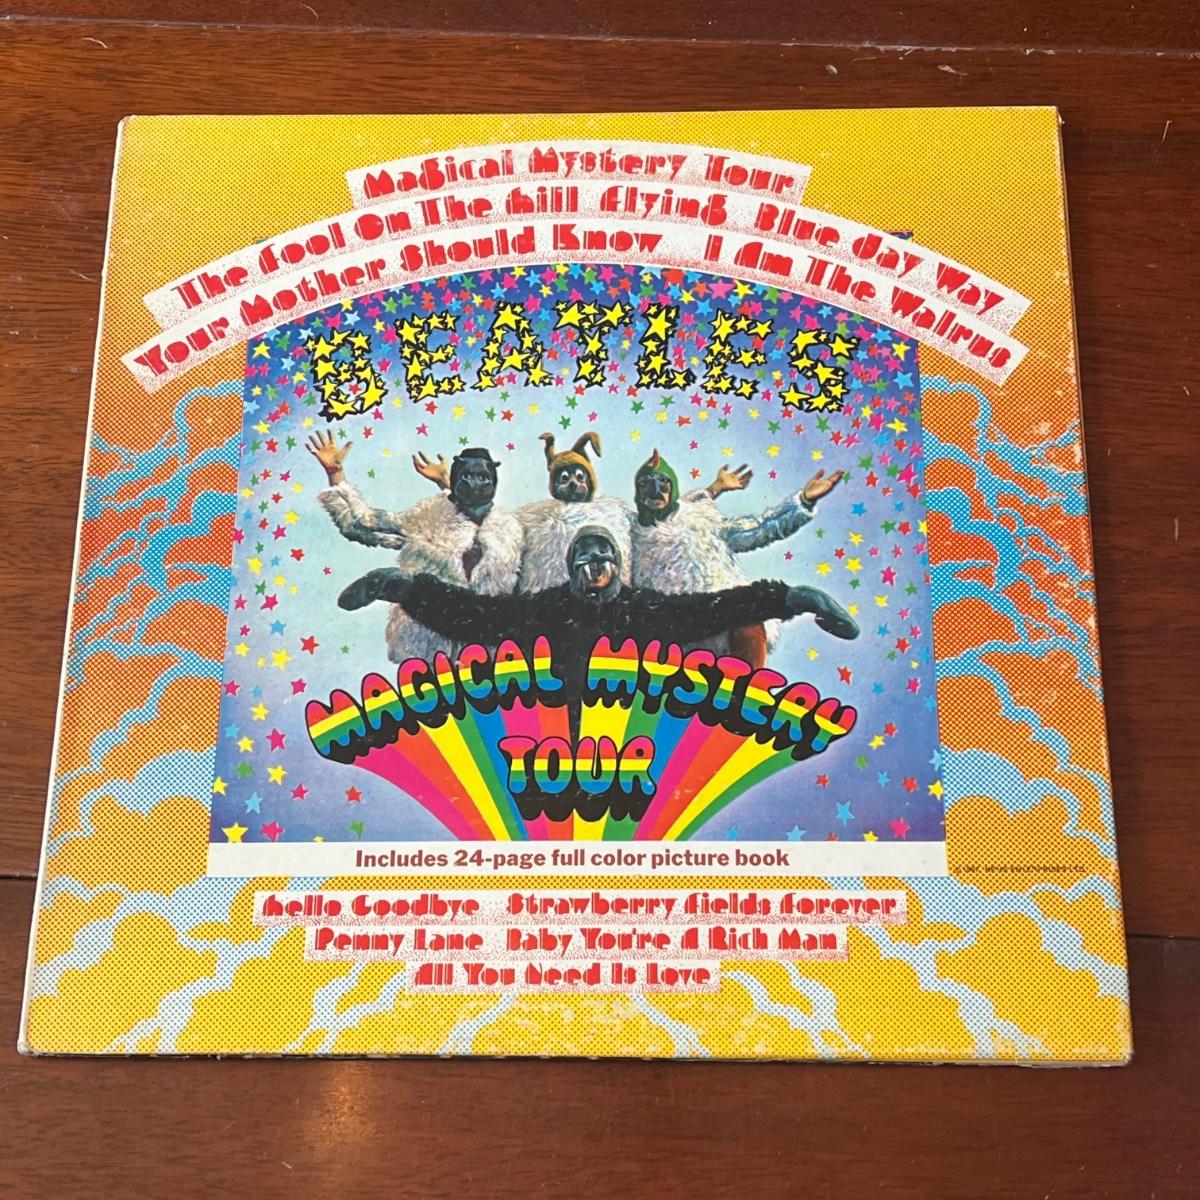 Magical Mystery Tour
The Fool On The Hill Flying Blue Jay Way
Your Mother Should Know I Am The Walrus
BEATLES
MAGICAL MYSTERY
TOUR
Includes 24-page full color picture book
Hello Goodbye Strawberry Fields Forever
Penny Lane Baby You're A Rich Man
All You Need Is Love